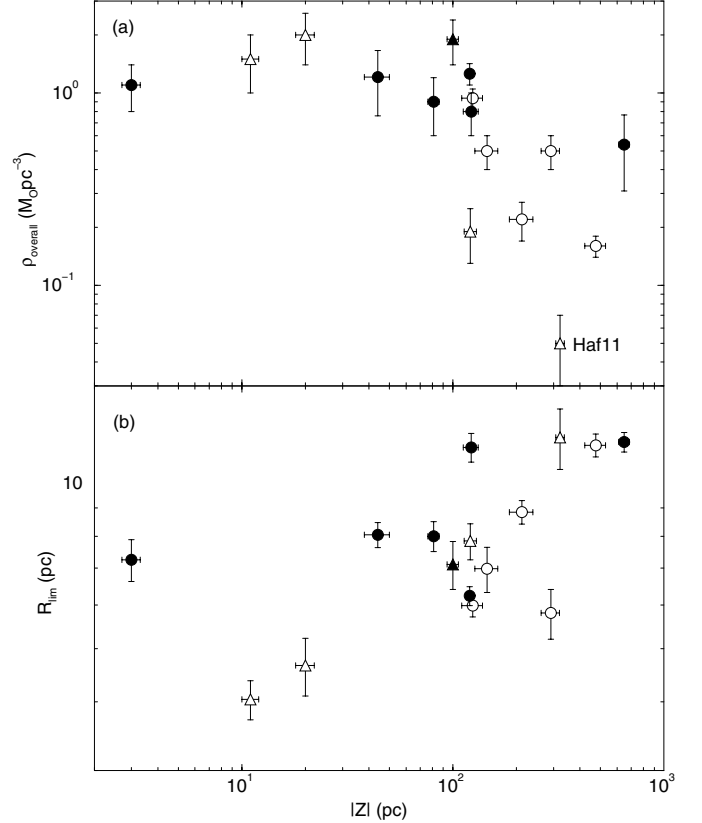 (a)
10⁰
ρoverall (M⊙pc⁻³)
10⁻¹
Haf11
(b)
10
Rlim (pc)
10¹
10²
10³
|Z| (pc)